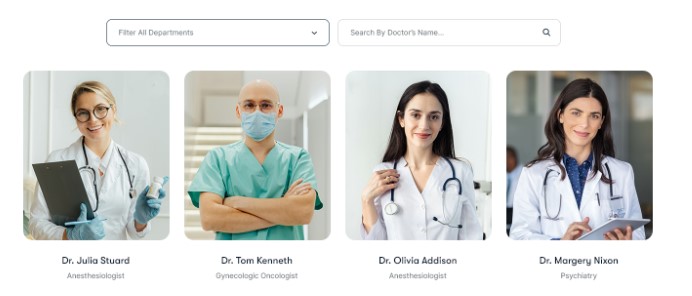 Filter All Departments
Search By Doctor's Name...
Dr. Julia Stuard
Dr. Tom Kenneth
Dr. Olivia Addison
Dr. Margery Nixon
Anesthesiologist
Gynecologic Oncologist
Anesthesiologist
Psychiatry